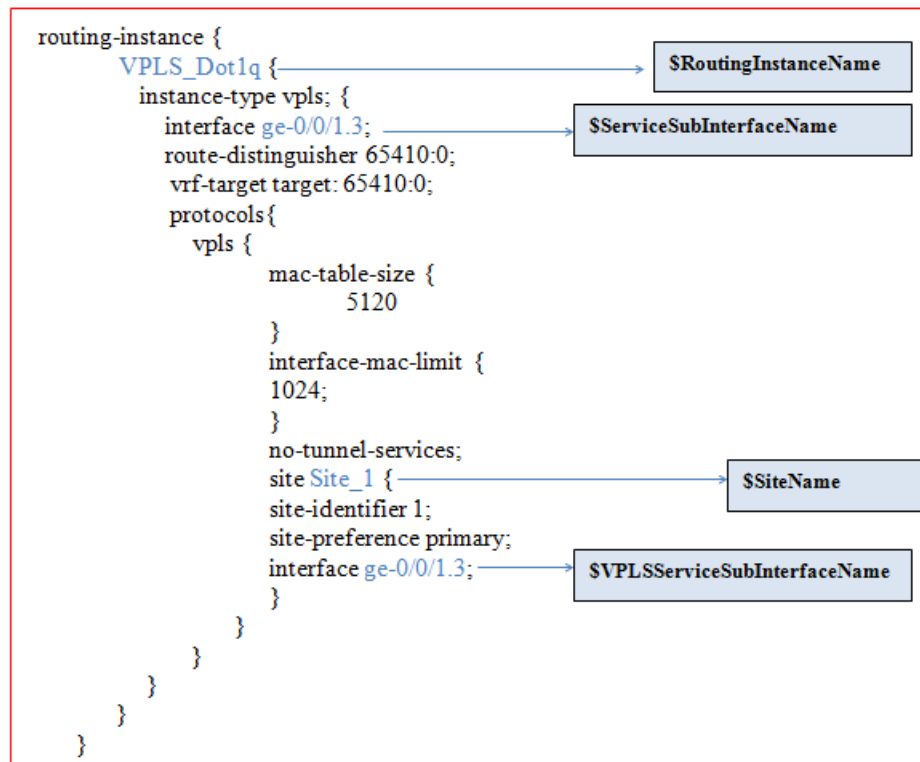 routing-instance {
VPLS_Dot1q { $RoutingInstanceName
instance-type vpls; {
interface ge-0/0/1.3; $ServiceSubInterfaceName
route-distinguisher 65410:0;
vrf-target target: 65410:0;
protocols{
vpls {
mac-table-size {
5120
}
interface-mac-limit {
1024;
}
no-tunnel-services;
site Site_1 { $SiteName
site-identifier 1;
site-preference primary;
interface ge-0/0/1.3; $VPLSServiceSubInterfaceName
}
}
}
}
}
}